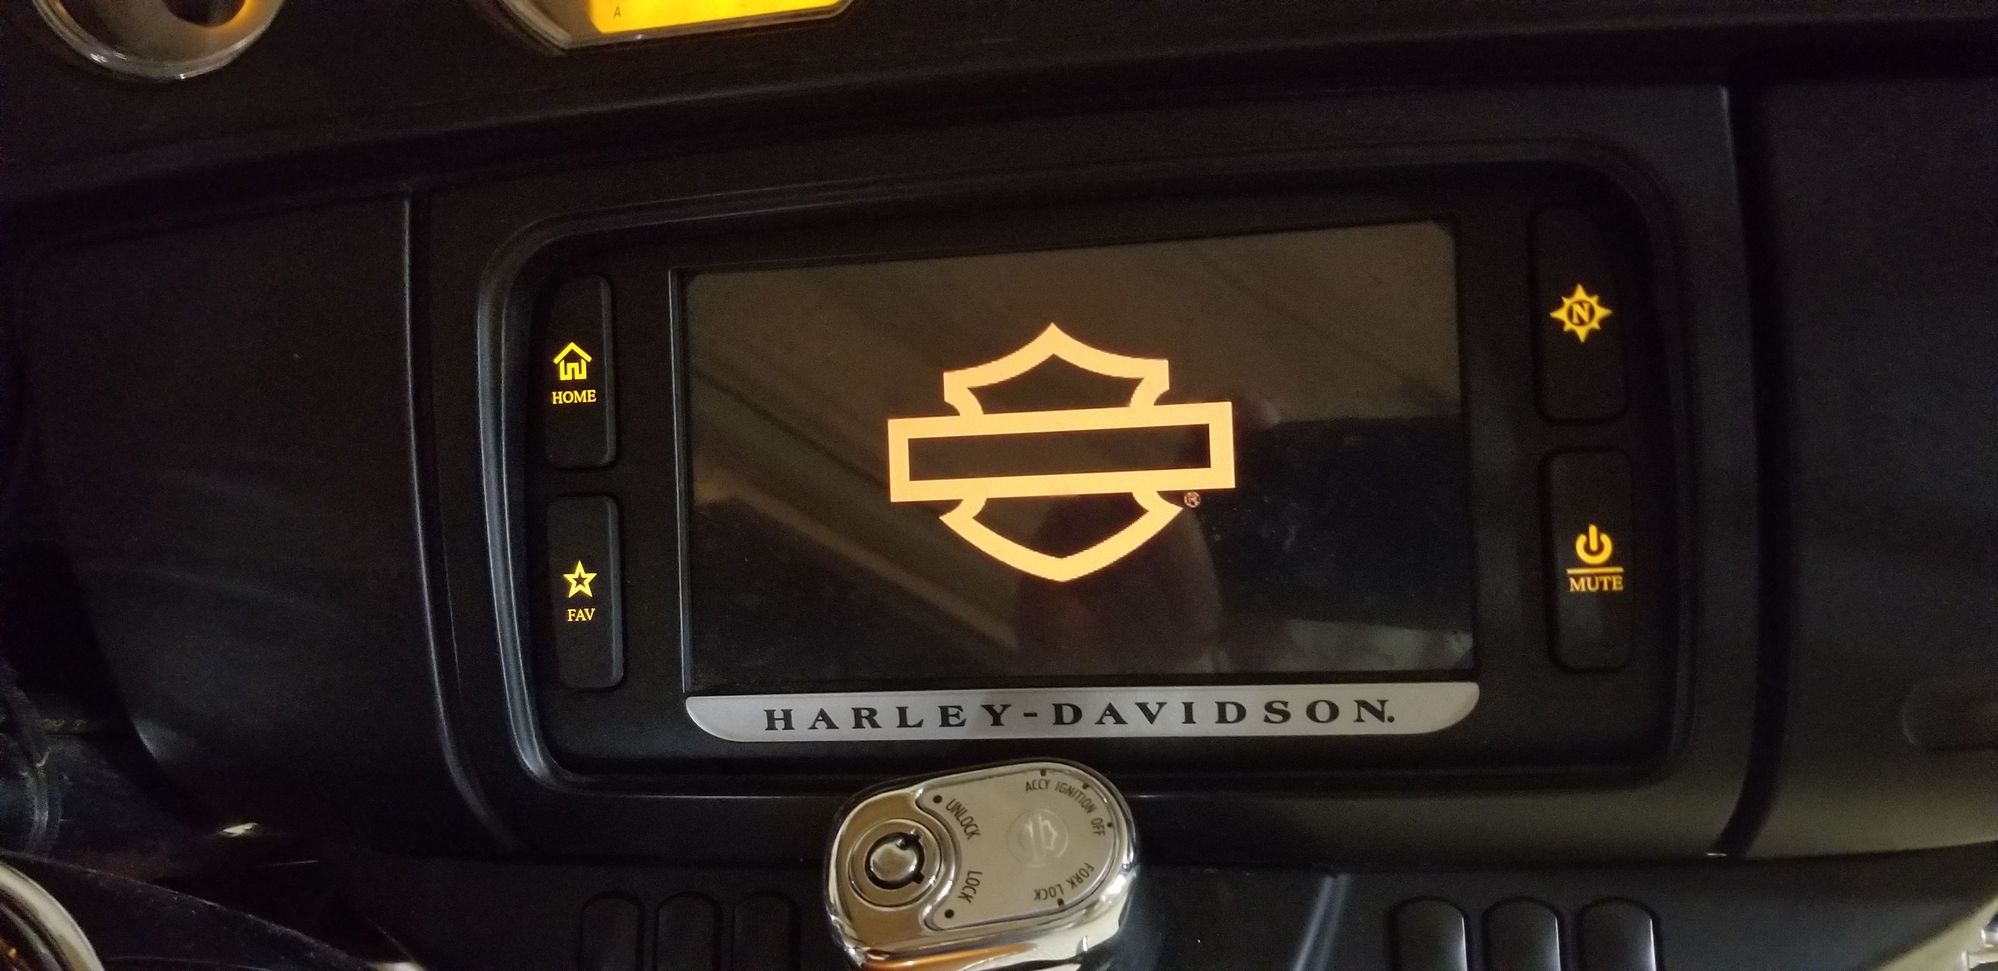 A
HOME
N
FAV
MUTE
®
HARLEY-DAVIDSON.
UNLOCK
LOCK
ACCY IGNITION OFF
FORK LOCK